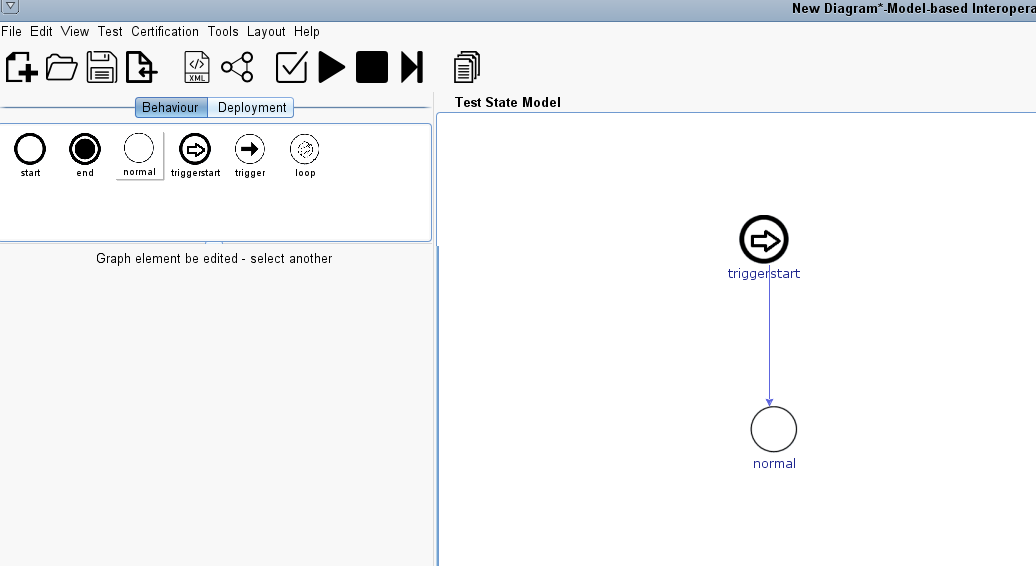 New Diagram*-Model-based Interopera
File Edit View Test Certification Tools Layout Help
XML
Behaviour Deployment
Test State Model
start end normal triggerstart trigger loop
Graph element be edited - select another
triggerstart
normal